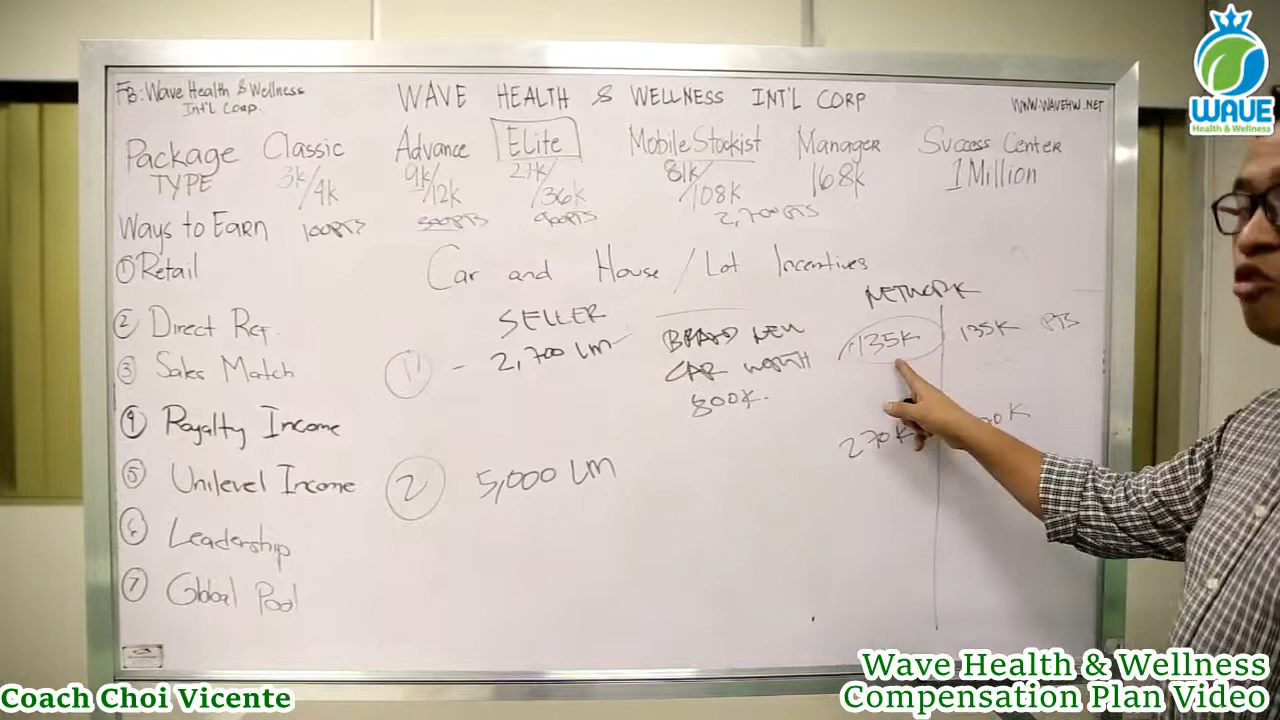 FB: Wave Health & Wellness
Int'l Corp.
WAVE HEALTH & WELLNESS INT'L CORP
WWW.WAVEHW.NET
WAVE
Health & Wellness
Package TYPE
Classic
3k/4k
100PTS
Advance
9k/12k
300PTS
ELite
27k/36k
900PTS
Mobile Stockist
81k/108k
2,700PTS
Manager
168k
Success Center
1 Million
Ways to Earn
① Retail
② Direct Ref.
③ Sales Match
④ Royalty Income
⑤ Unilevel Income
⑥ Leadership
⑦ Global Pool
Car and House / Lot Incentives
SELLER
① - 2,700 LM
BRAND NEW
CAR WORTH
800k.
② 5,000 LM
NETWORK
135K 135K PTS
270K
Coach Choi Vicente
Wave Health & Wellness
Compensation Plan Video